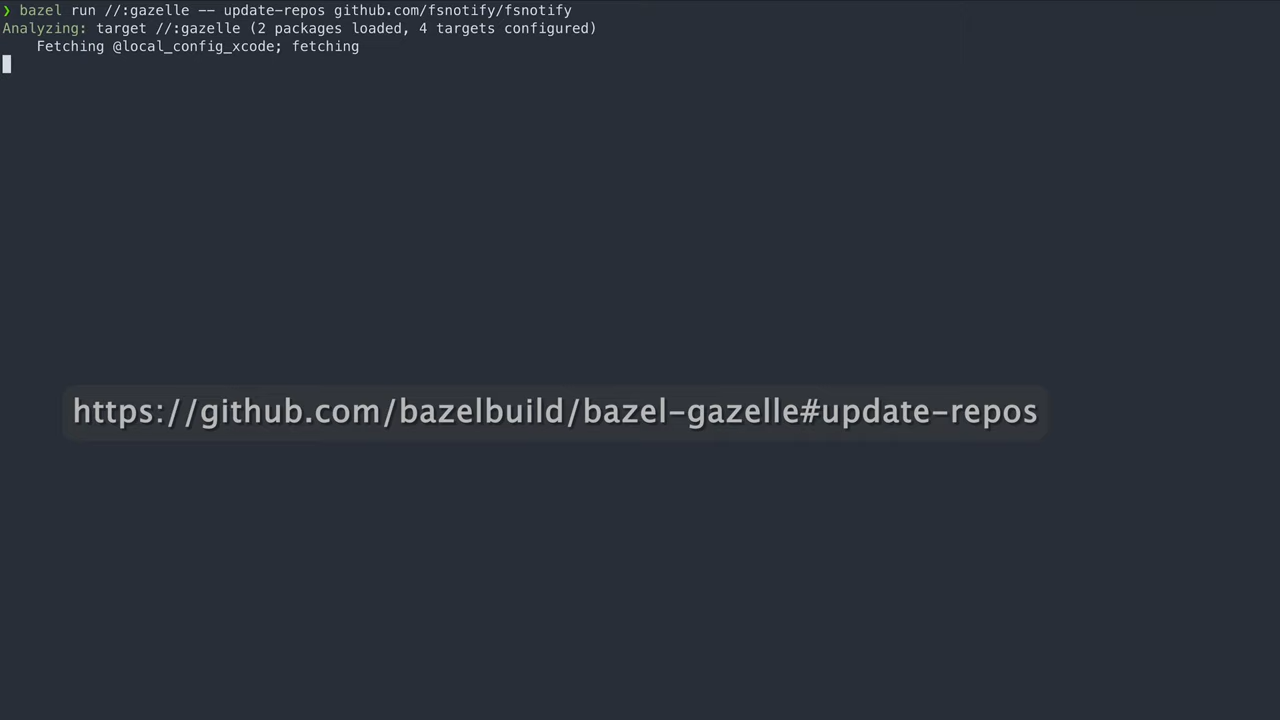 ❯ bazel run //:gazelle -- update-repos github.com/fsnotify/fsnotify
Analyzing: target //:gazelle (2 packages loaded, 4 targets configured)
Fetching @local_config_xcode; fetching
https://github.com/bazelbuild/bazel-gazelle#update-repos